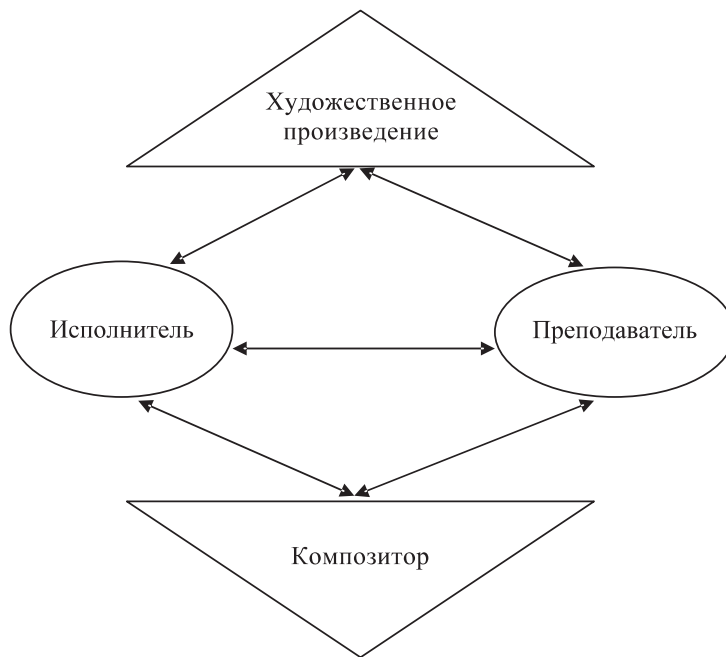 Художественное
произведение
Исполнитель
Преподаватель
Композитор